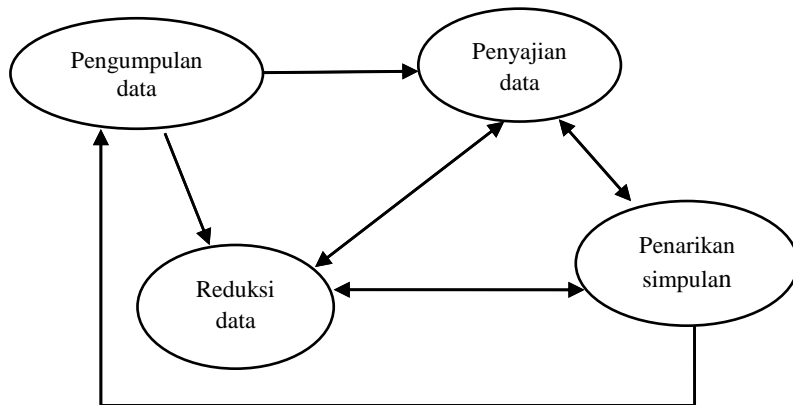 Pengumpulan
data
Penyajian
data
Penarikan
simpulan
Reduksi
data